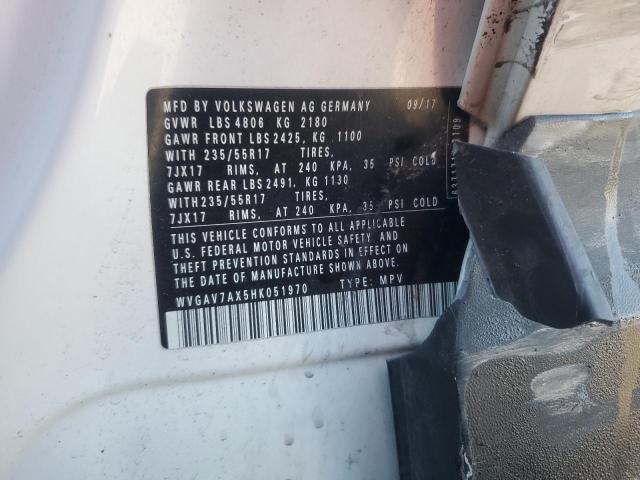 MFD BY VOLKSWAGEN AG GERMANY 09/17
GVWR LBS 4806 KG 2180
GAWR FRONT LBS 2425, KG 1100
WITH 235/55R17 TIRES,
7JX17 RIMS, AT 240 KPA, 35 PSI COLD
GAWR REAR LBS 2491, KG 1130
WITH 235/55R17 TIRES,
7JX17 RIMS, AT 240 KPA, 35 PSI COLD
THIS VEHICLE CONFORMS TO ALL APPLICABLE
U.S. FEDERAL MOTOR VEHICLE SAFETY AND
THEFT PREVENTION STANDARDS IN EFFECT ON
THE DATE OF MANUFACTURE SHOWN ABOVE.
WVGAV7AX5HK051970 TYPE: MPV